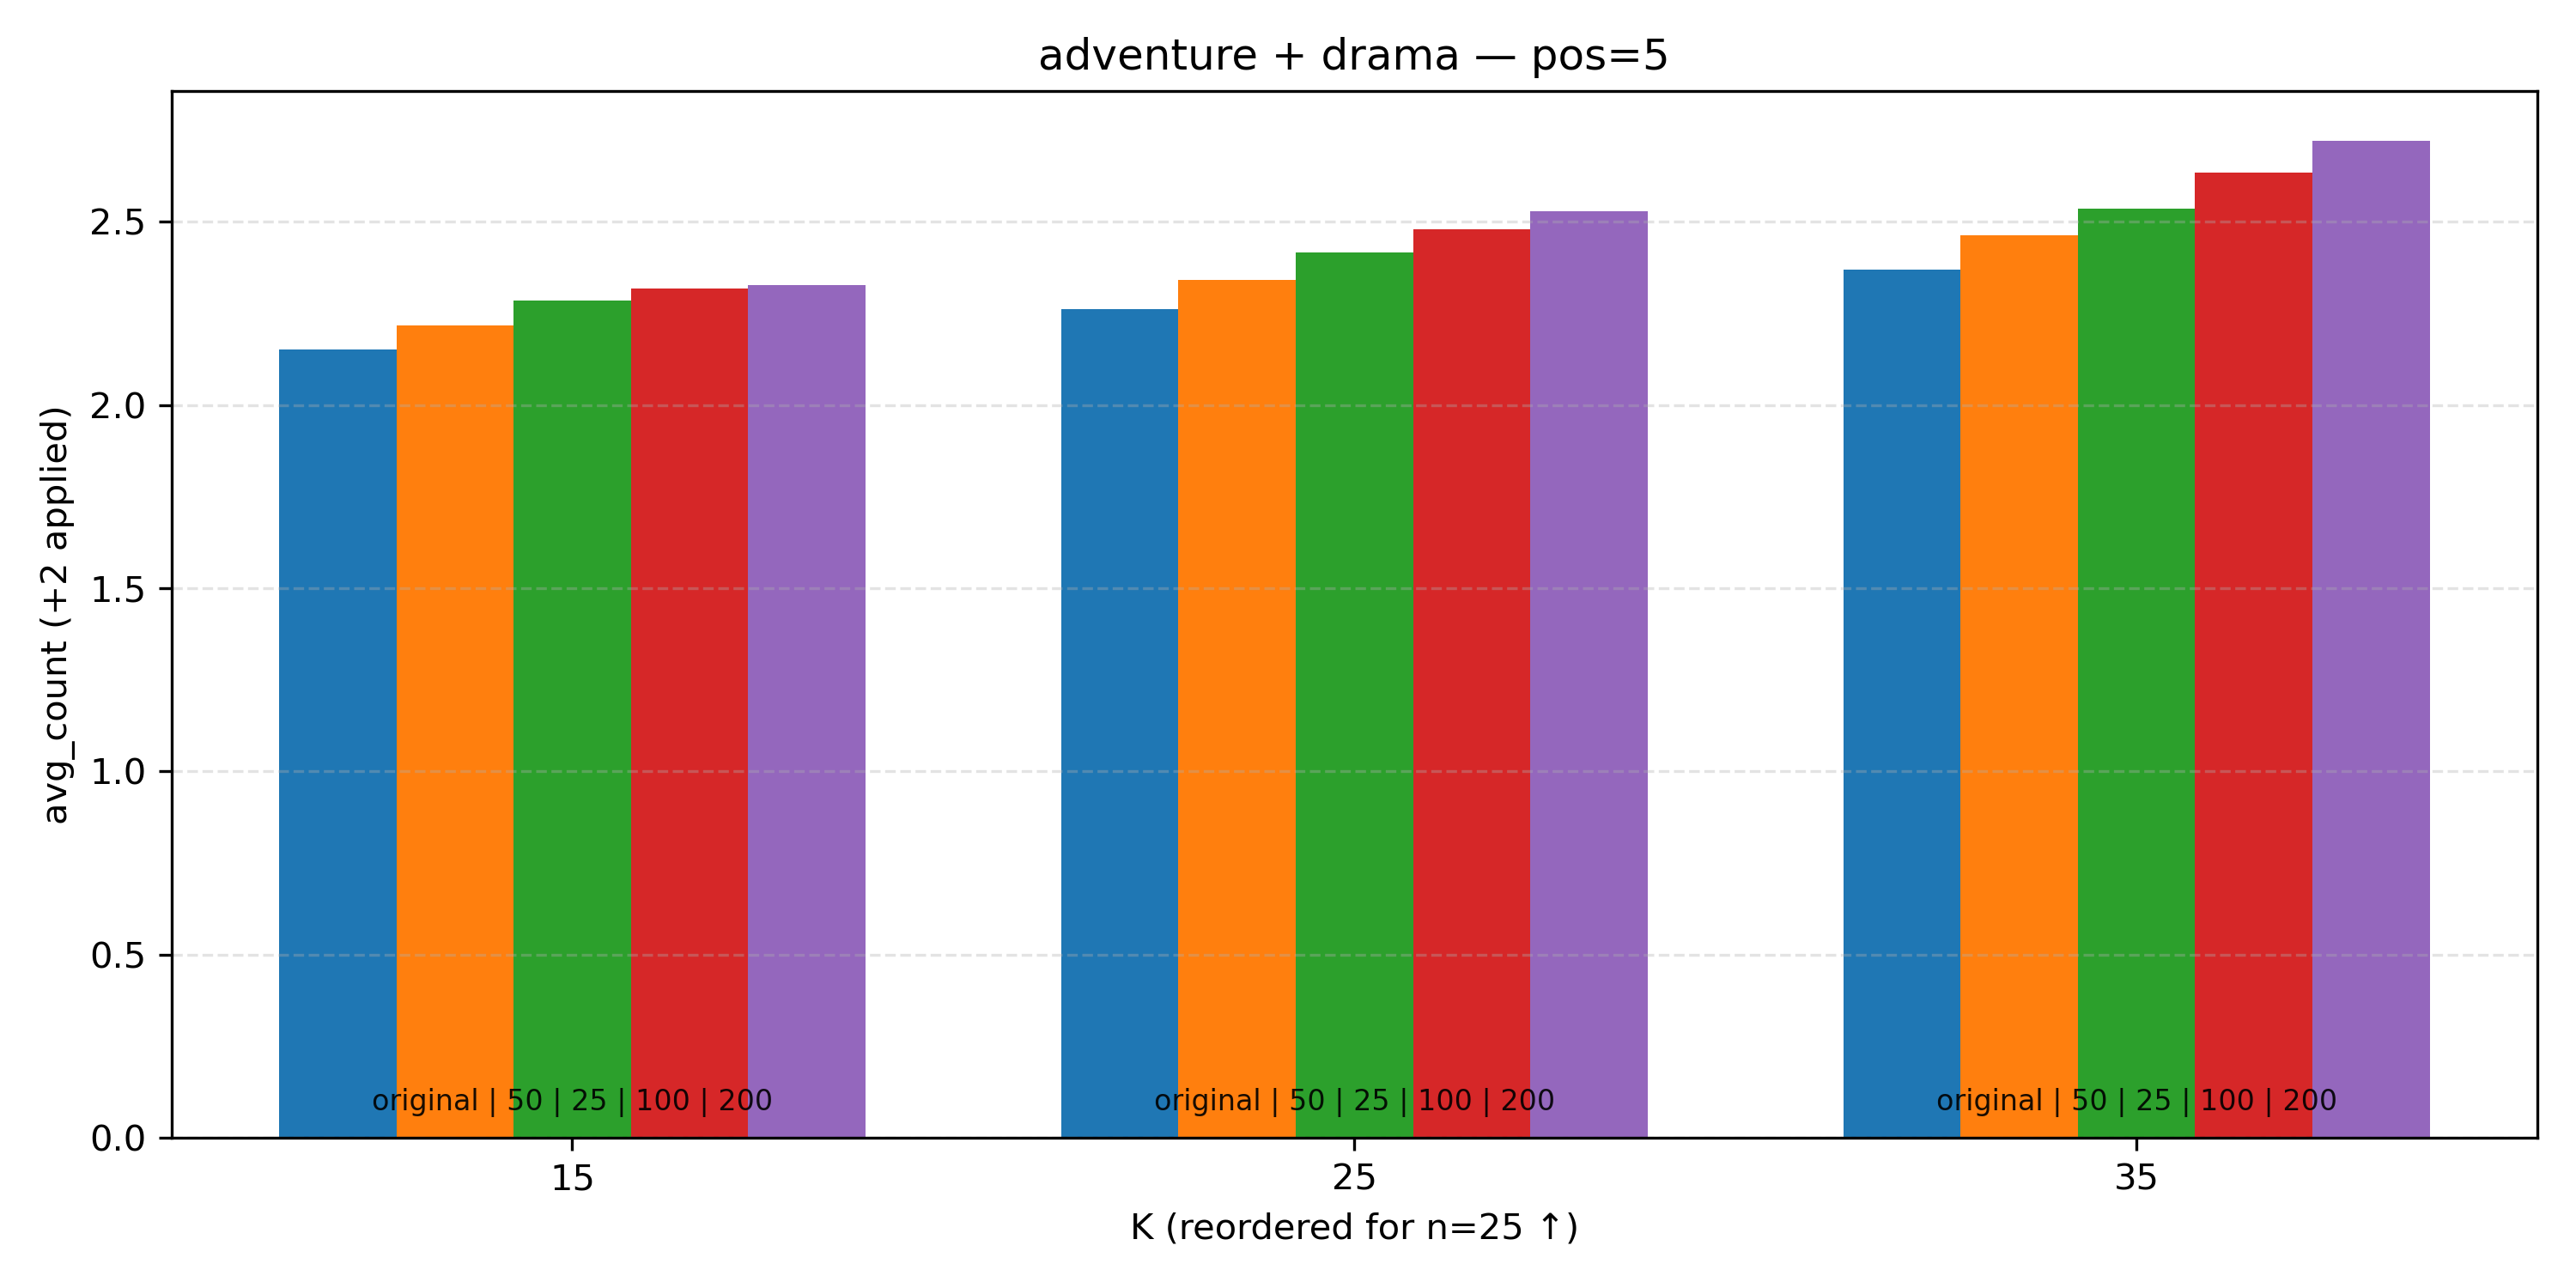 adventure + drama — pos=5
avg_count (+2 applied)
2.5
2.0
1.5
1.0
0.5
0.0
original | 50 | 25 | 100 | 200
original | 50 | 25 | 100 | 200
original | 50 | 25 | 100 | 200
15
25
35
K (reordered for n=25 ↑)